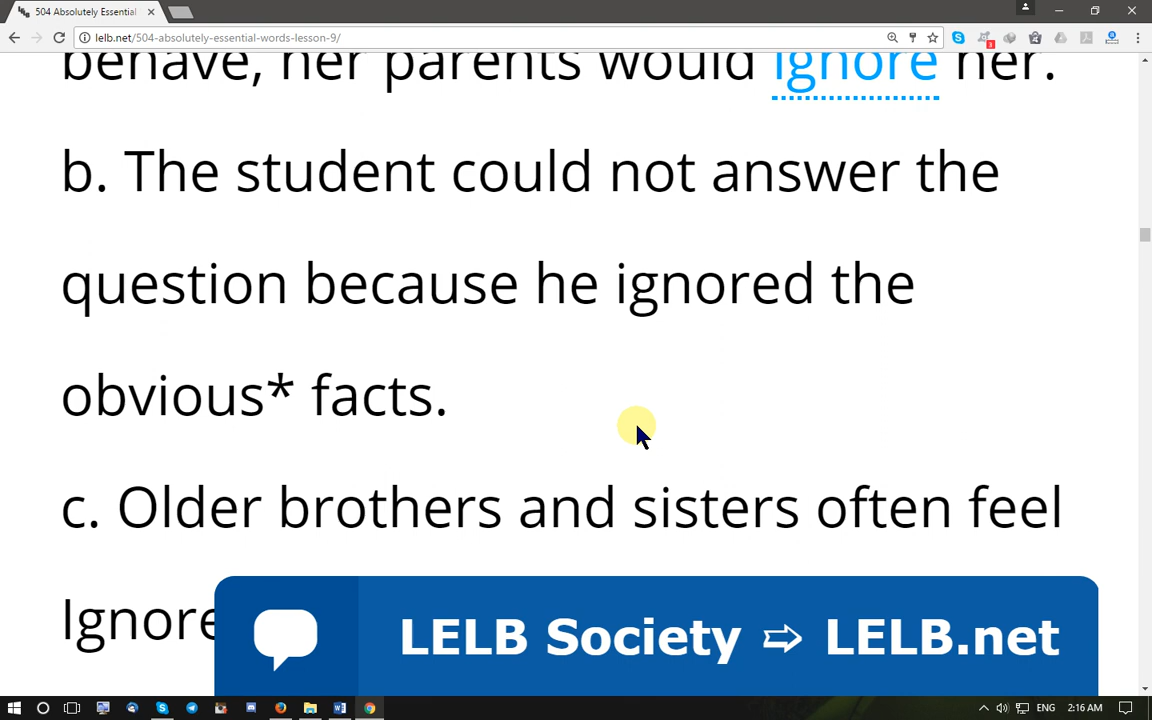 504 Absolutely Essential
lelb.net/504-absolutely-essential-words-lesson-9/
behave, her parents would ignore her.
b. The student could not answer the
question because he ignored the
obvious* facts.
c. Older brothers and sisters often feel
Ignore
LELB Society ⇨ LELB.net
ENG 2:16 AM